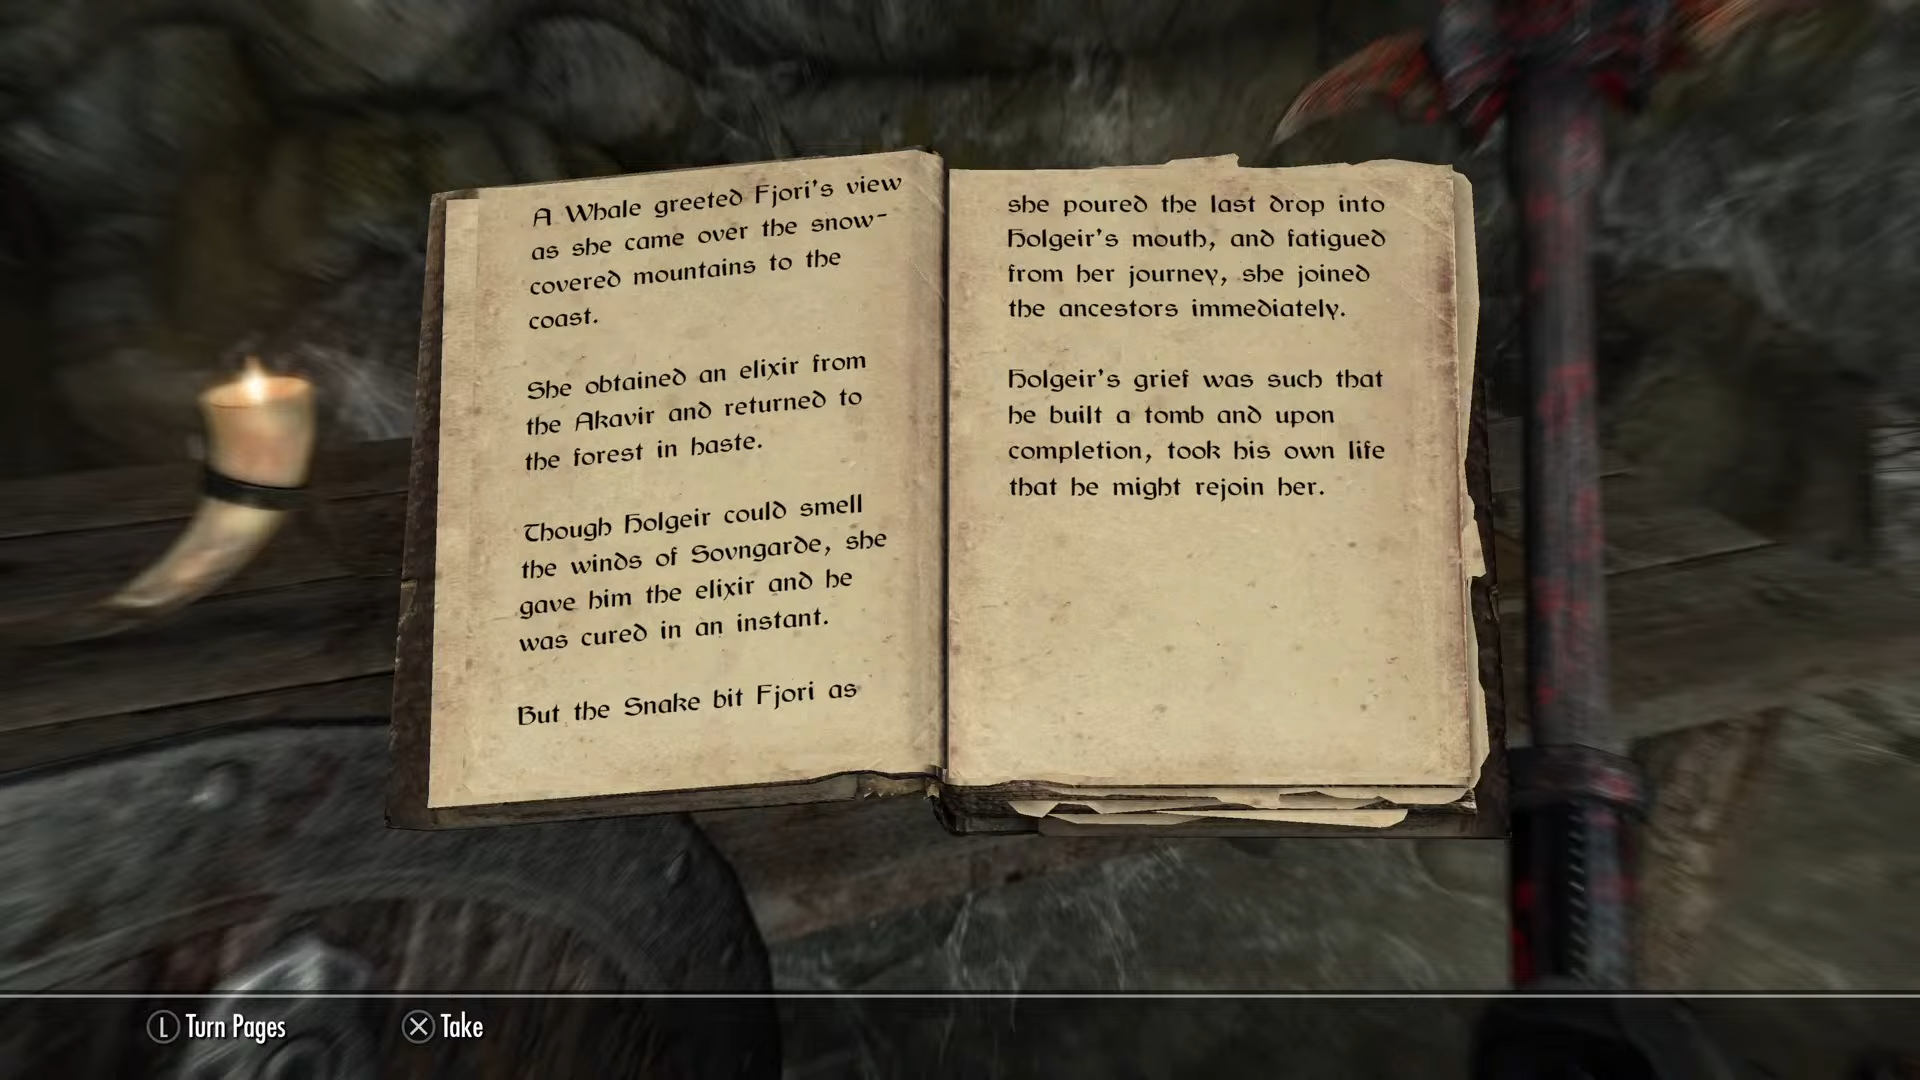 A Whale greeted Fjori's view
as she came over the snow-
covered mountains to the
coast.
She obtained an elixir from
the Akavir and returned to
the forest in haste.
Though Holgeir could smell
the winds of Sovngarde, she
gave him the elixir and he
was cured in an instant.
But the Snake bit Fjori as
she poured the last drop into
Holgeir's mouth, and fatigued
from her journey, she joined
the ancestors immediately.
Holgeir's grief was such that
he built a tomb and upon
completion, took his own life
that he might rejoin her.
L Turn Pages
X Take